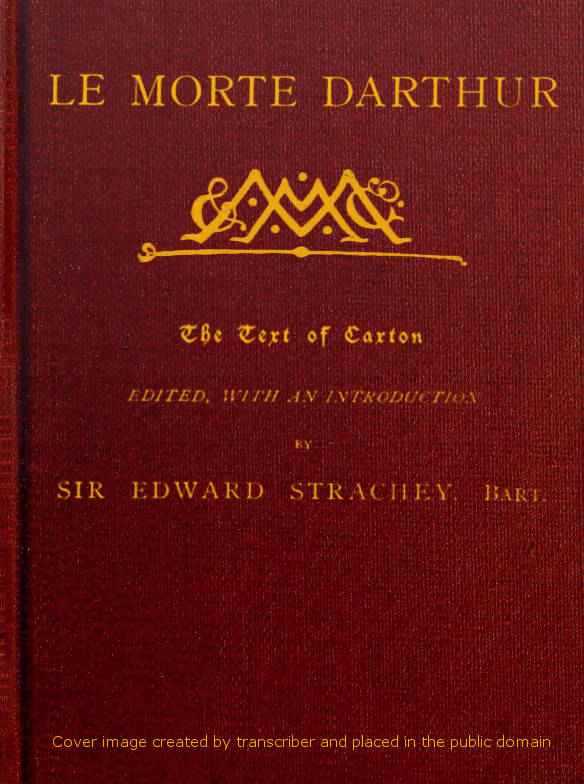 LE MORTE DARTHUR
The Text of Caxton
EDITED, WITH AN INTRODUCTION
BY
SIR EDWARD STRACHEY, BART.
Cover image created by transcriber and placed in the public domain